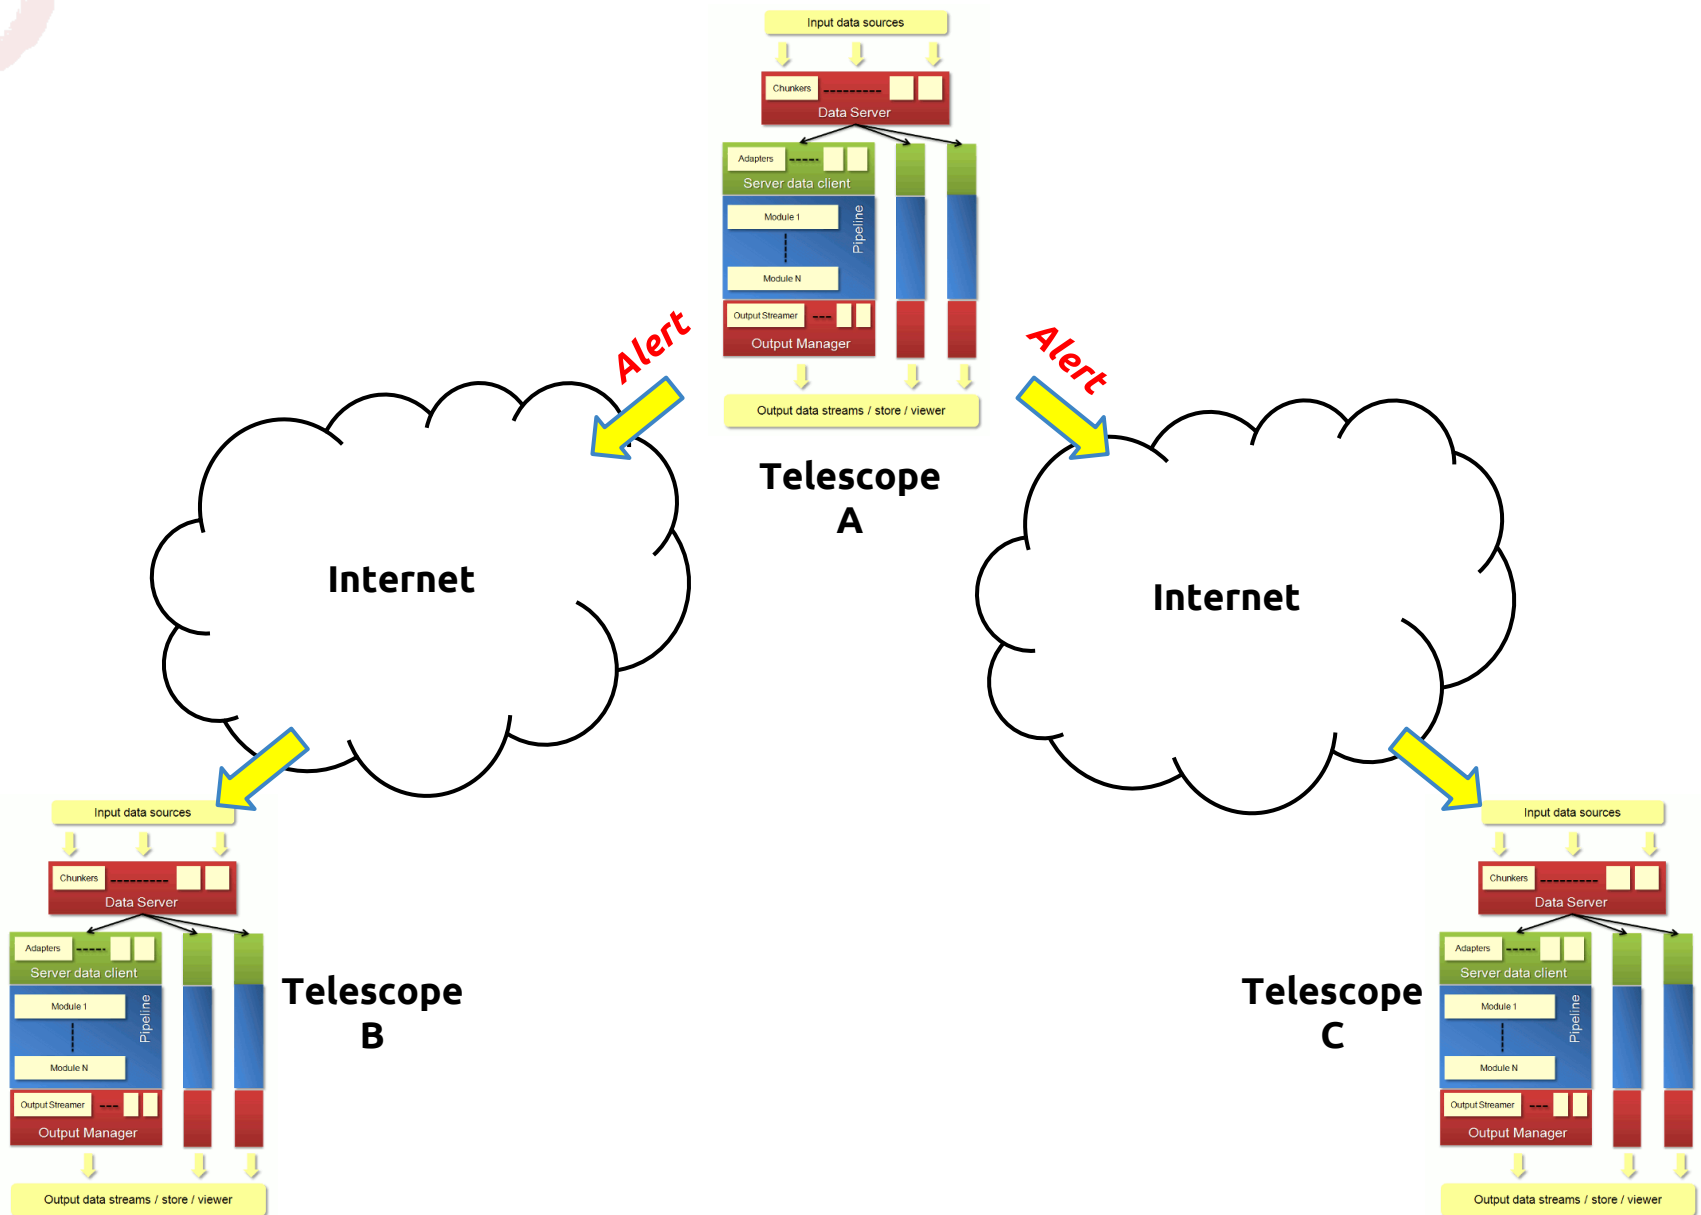 Input data sources
Chunkers
Data Server
Adapters
Server data client
Module 1
Pipeline
Module N
Output Streamer
Output Manager
Output data streams / store / viewer
Alert
Alert
Telescope
A
Internet
Internet
Input data sources
Chunkers
Data Server
Adapters
Server data client
Module 1
Pipeline
Module N
Output Streamer
Output Manager
Output data streams / store / viewer
Telescope
B
Telescope
C
Input data sources
Chunkers
Data Server
Adapters
Server data client
Module 1
Pipeline
Module N
Output Streamer
Output Manager
Output data streams / store / viewer